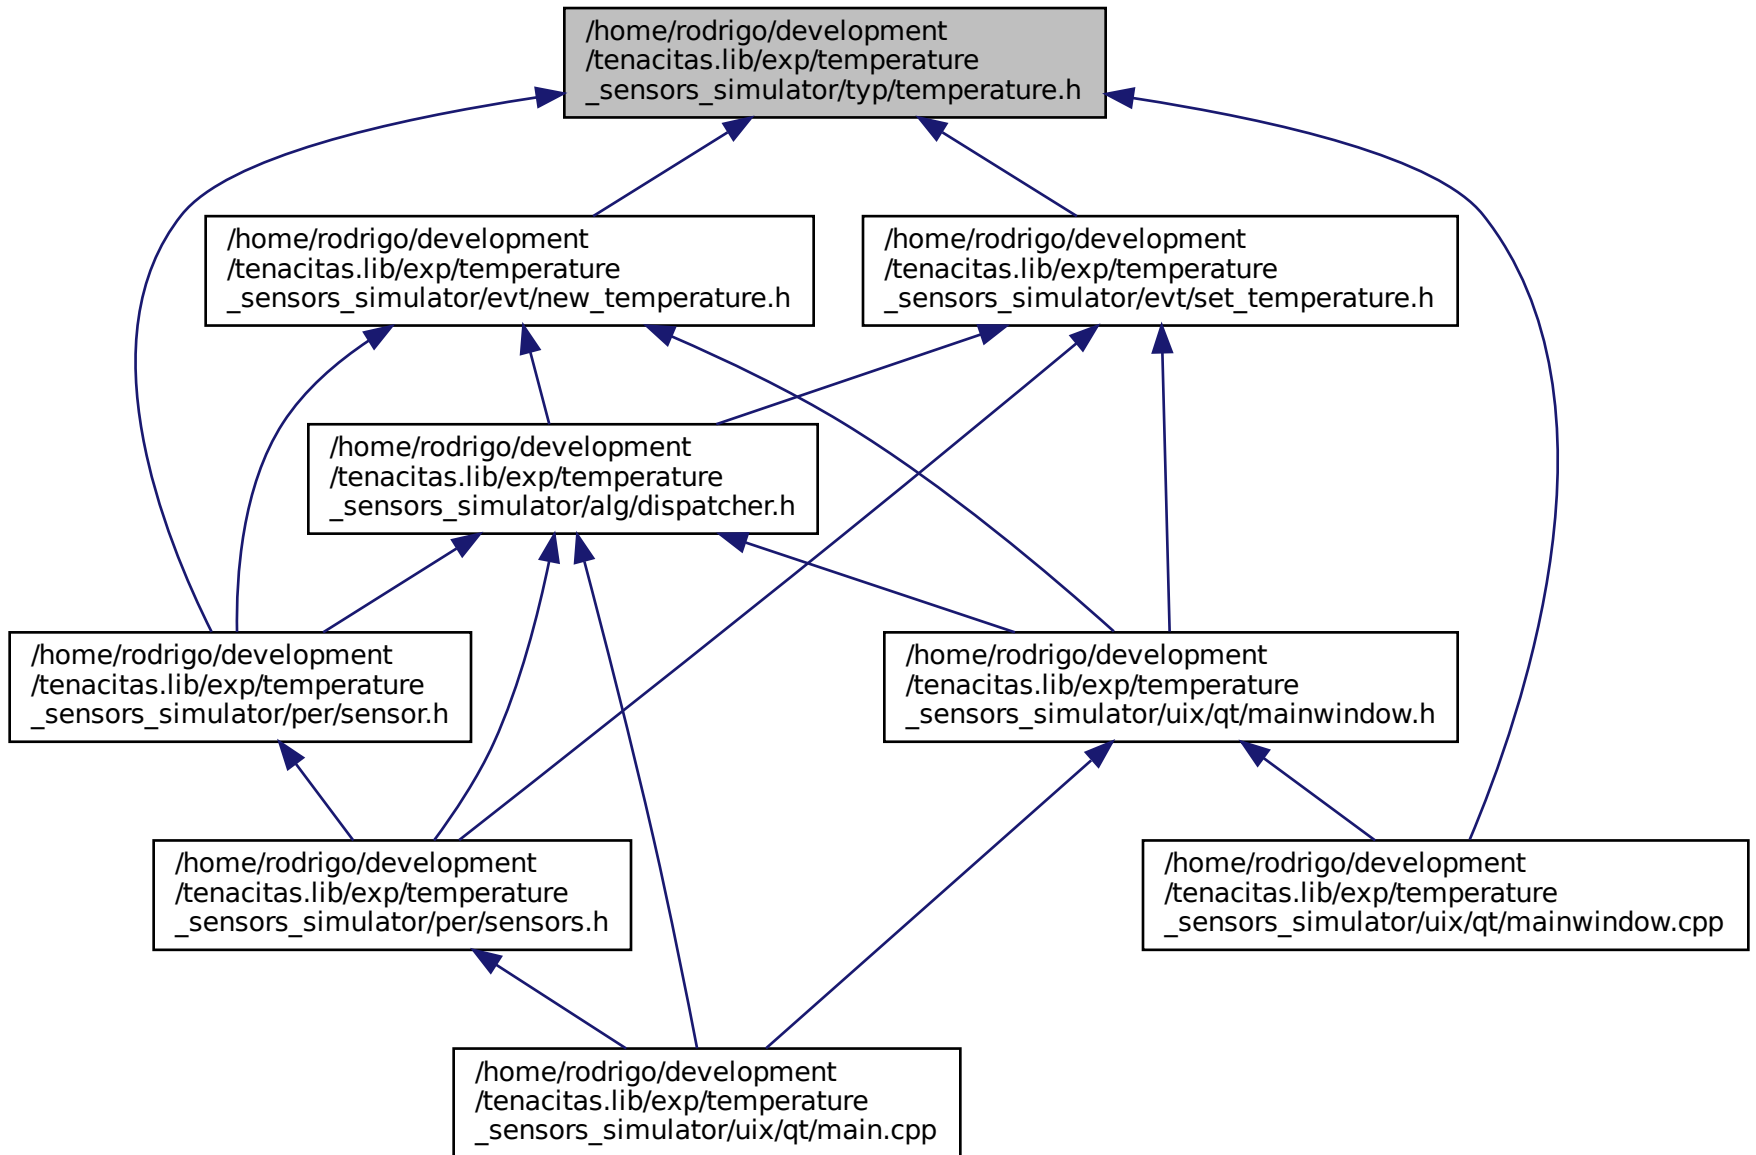 /home/rodrigo/development
/tenacitas.lib/exp/temperature
_sensors_simulator/typ/temperature.h
/home/rodrigo/development
/tenacitas.lib/exp/temperature
_sensors_simulator/evt/new_temperature.h
/home/rodrigo/development
/tenacitas.lib/exp/temperature
_sensors_simulator/evt/set_temperature.h
/home/rodrigo/development
/tenacitas.lib/exp/temperature
_sensors_simulator/alg/dispatcher.h
/home/rodrigo/development
/tenacitas.lib/exp/temperature
_sensors_simulator/per/sensor.h
/home/rodrigo/development
/tenacitas.lib/exp/temperature
_sensors_simulator/uix/qt/mainwindow.h
/home/rodrigo/development
/tenacitas.lib/exp/temperature
_sensors_simulator/per/sensors.h
/home/rodrigo/development
/tenacitas.lib/exp/temperature
_sensors_simulator/uix/qt/mainwindow.cpp
/home/rodrigo/development
/tenacitas.lib/exp/temperature
_sensors_simulator/uix/qt/main.cpp